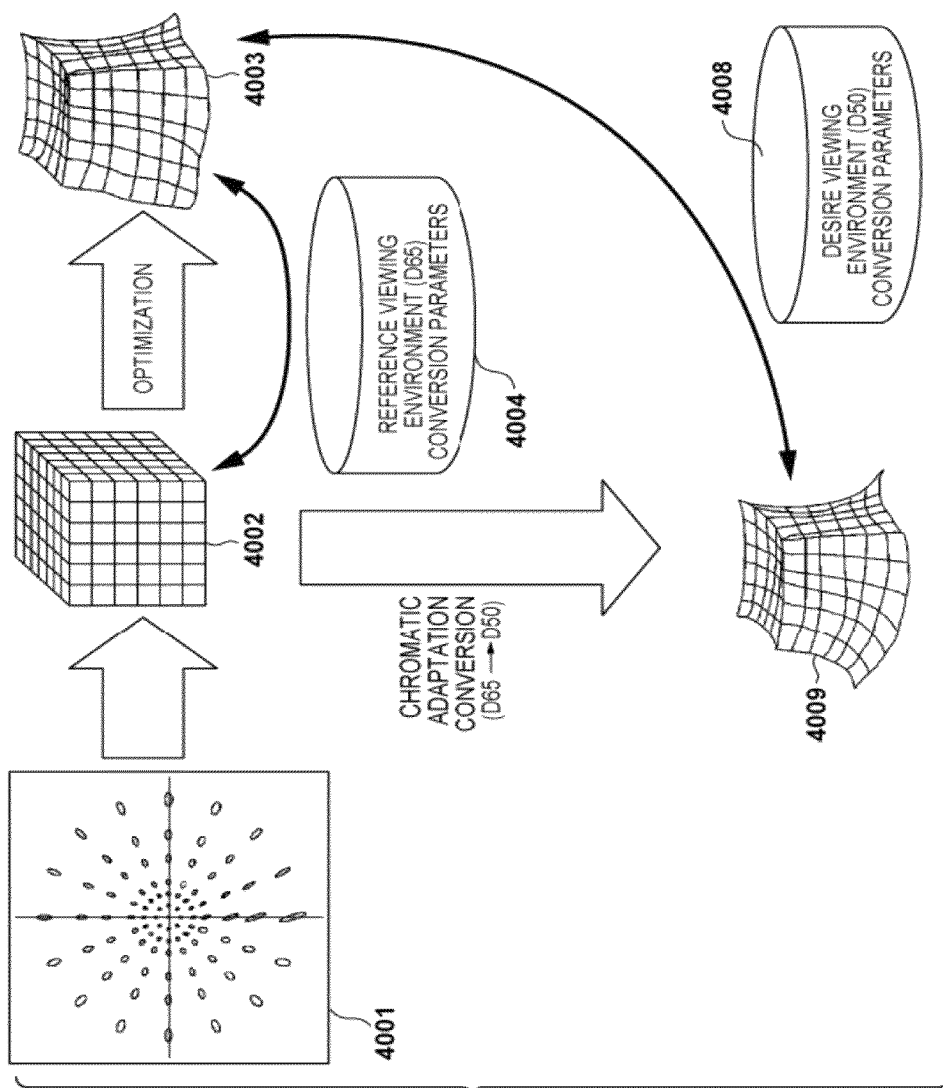 4001
4002
OPTIMIZATION
4003
REFERENCE VIEWING
ENVIRONMENT (D65)
CONVERSION PARAMETERS
4004
CHROMATIC
ADAPTATION
CONVERSION
(D65 → D50)
4009
DESIRE VIEWING
ENVIRONMENT (D50)
CONVERSION PARAMETERS
4008